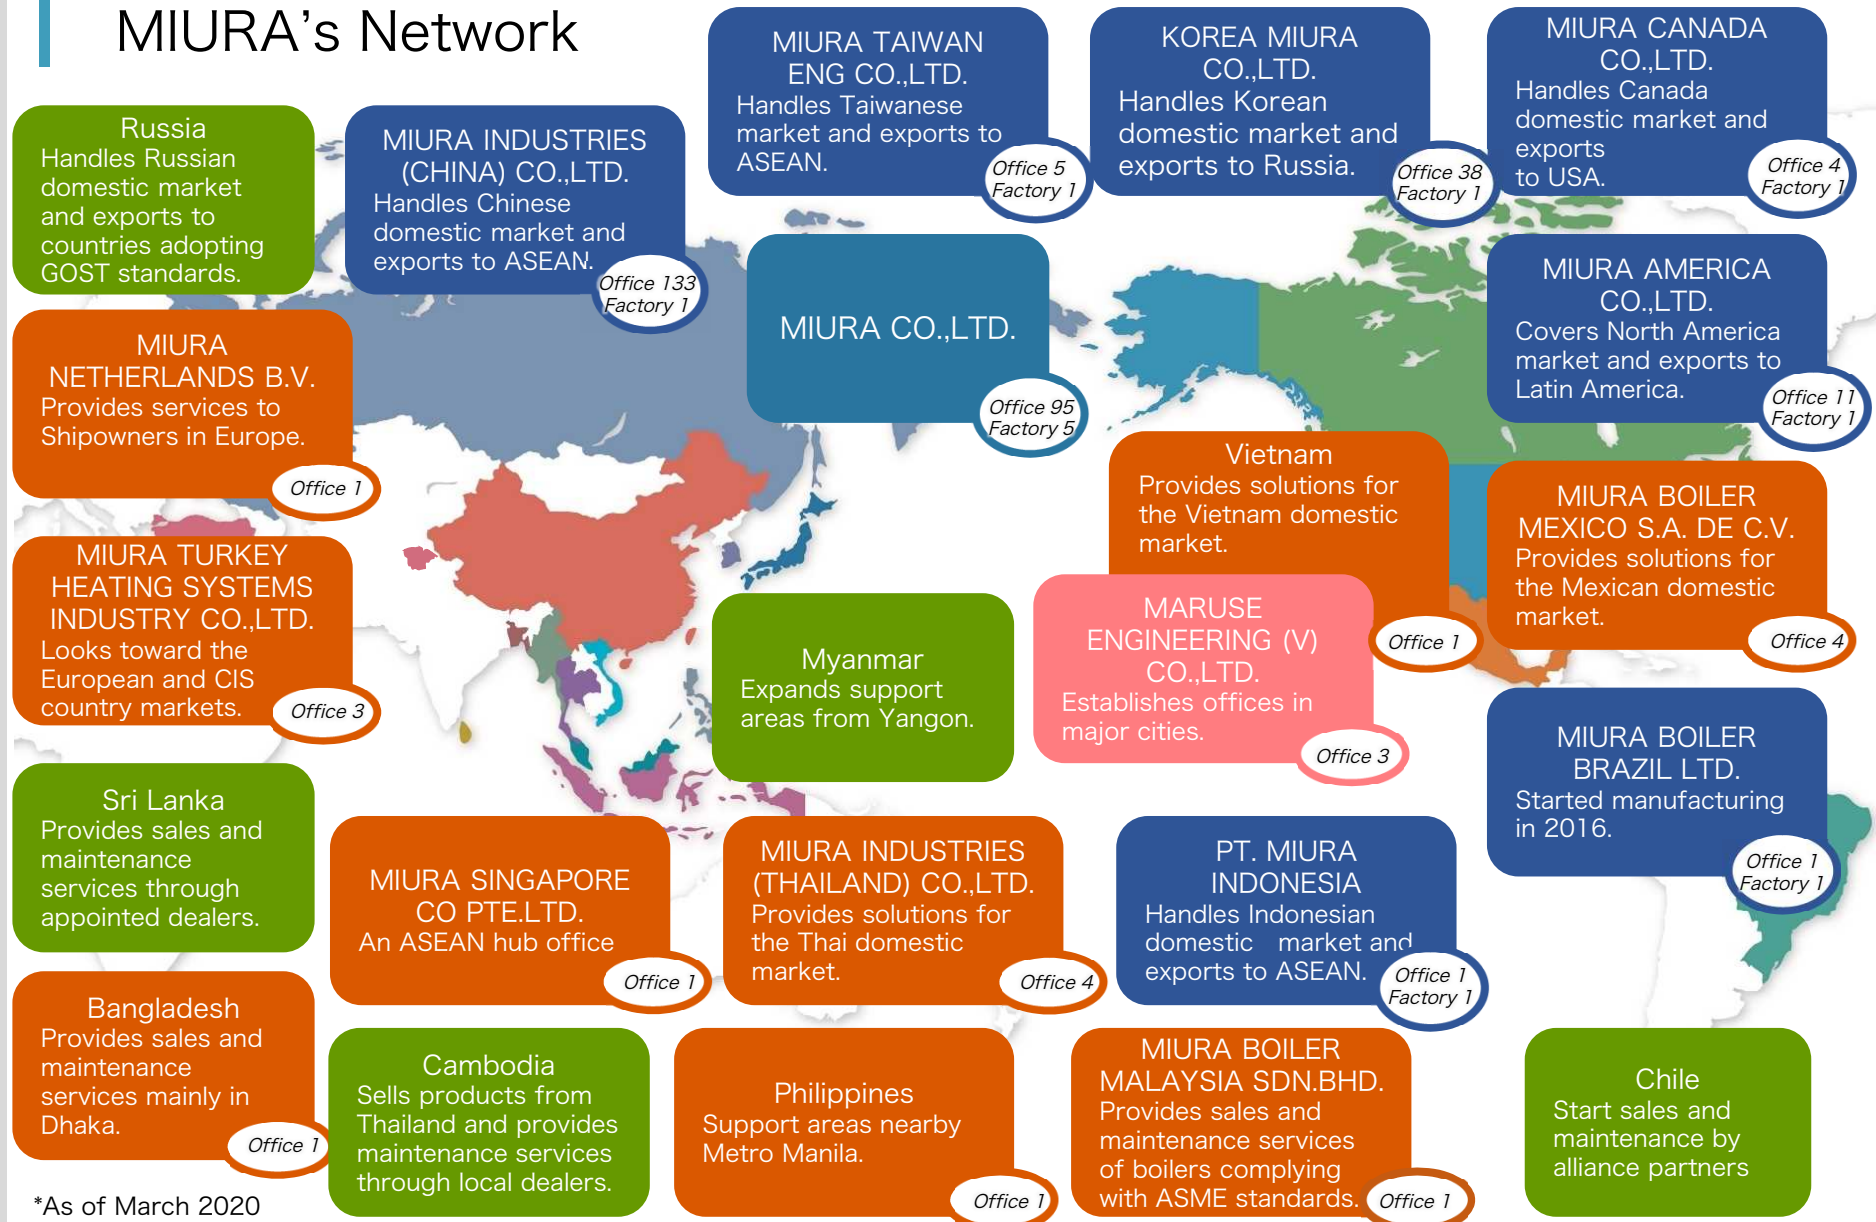 MIURA's Network
MIURA TAIWAN
ENG CO.,LTD.
Handles Taiwanese
market and exports to
ASEAN.
Office 5
Factory 1
KOREA MIURA
CO.,LTD.
Handles Korean
domestic market and
exports to Russia.
Office 38
Factory 1
MIURA CANADA
CO.,LTD.
Handles Canada
domestic market and
exports
to USA.
Office 4
Factory 1
Russia
Handles Russian
domestic market
and exports to
countries adopting
GOST standards.
MIURA INDUSTRIES
(CHINA) CO.,LTD.
Handles Chinese
domestic market and
exports to ASEAN.
Office 133
Factory 1
MIURA CO.,LTD.
Office 95
Factory 5
MIURA AMERICA
CO.,LTD.
Covers North America
market and exports to
Latin America.
Office 11
Factory 1
MIURA
NETHERLANDS B.V.
Provides services to
Shipowners in Europe.
Office 1
Vietnam
Provides solutions for
the Vietnam domestic
market.
Office 1
MIURA BOILER
MEXICO S.A. DE C.V.
Provides solutions for
the Mexican domestic
market.
Office 4
MIURA TURKEY
HEATING SYSTEMS
INDUSTRY CO.,LTD.
Looks toward the
European and CIS
country markets.
Office 3
Myanmar
Expands support
areas from Yangon.
MARUSE
ENGINEERING (V)
CO.,LTD.
Establishes offices in
major cities.
Office 3
MIURA BOILER
BRAZIL LTD.
Started manufacturing
in 2016.
Office 1
Factory 1
Sri Lanka
Provides sales and
maintenance
services through
appointed dealers.
MIURA SINGAPORE
CO PTE.LTD.
An ASEAN hub office
Office 1
MIURA INDUSTRIES
(THAILAND) CO.,LTD.
Provides solutions for
the Thai domestic
market.
Office 4
PT. MIURA
INDONESIA
Handles Indonesian
domestic market and
exports to ASEAN.
Office 1
Factory 1
Bangladesh
Provides sales and
maintenance
services mainly in
Dhaka.
Office 1
Cambodia
Sells products from
Thailand and provides
maintenance services
through local dealers.
Philippines
Support areas nearby
Metro Manila.
Office 1
MIURA BOILER
MALAYSIA SDN.BHD.
Provides sales and
maintenance services
of boilers complying
with ASME standards.
Office 1
Chile
Start sales and
maintenance by
alliance partners
*As of March 2020